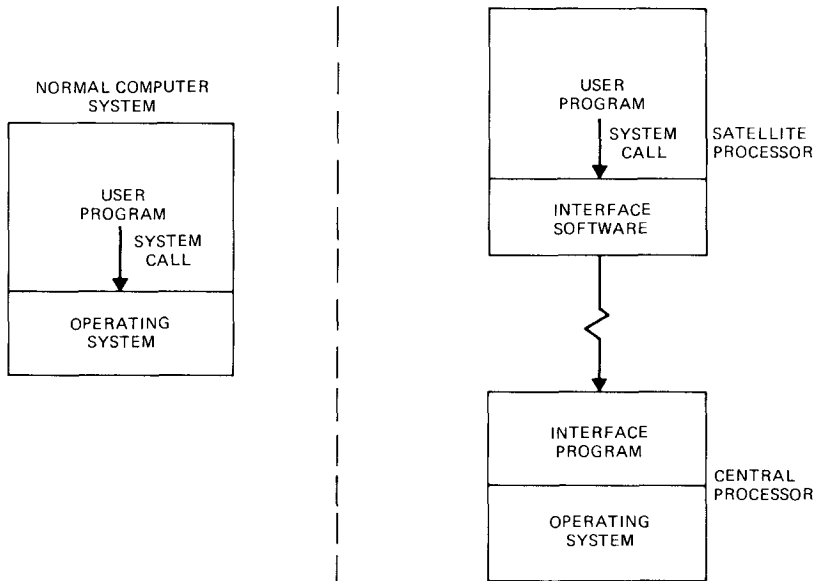 NORMAL COMPUTER
SYSTEM
USER
PROGRAM
SYSTEM
CALL
OPERATING
SYSTEM
USER
PROGRAM
SYSTEM
CALL
SATELLITE
PROCESSOR
INTERFACE
SOFTWARE
INTERFACE
PROGRAM
CENTRAL
PROCESSOR
OPERATING
SYSTEM